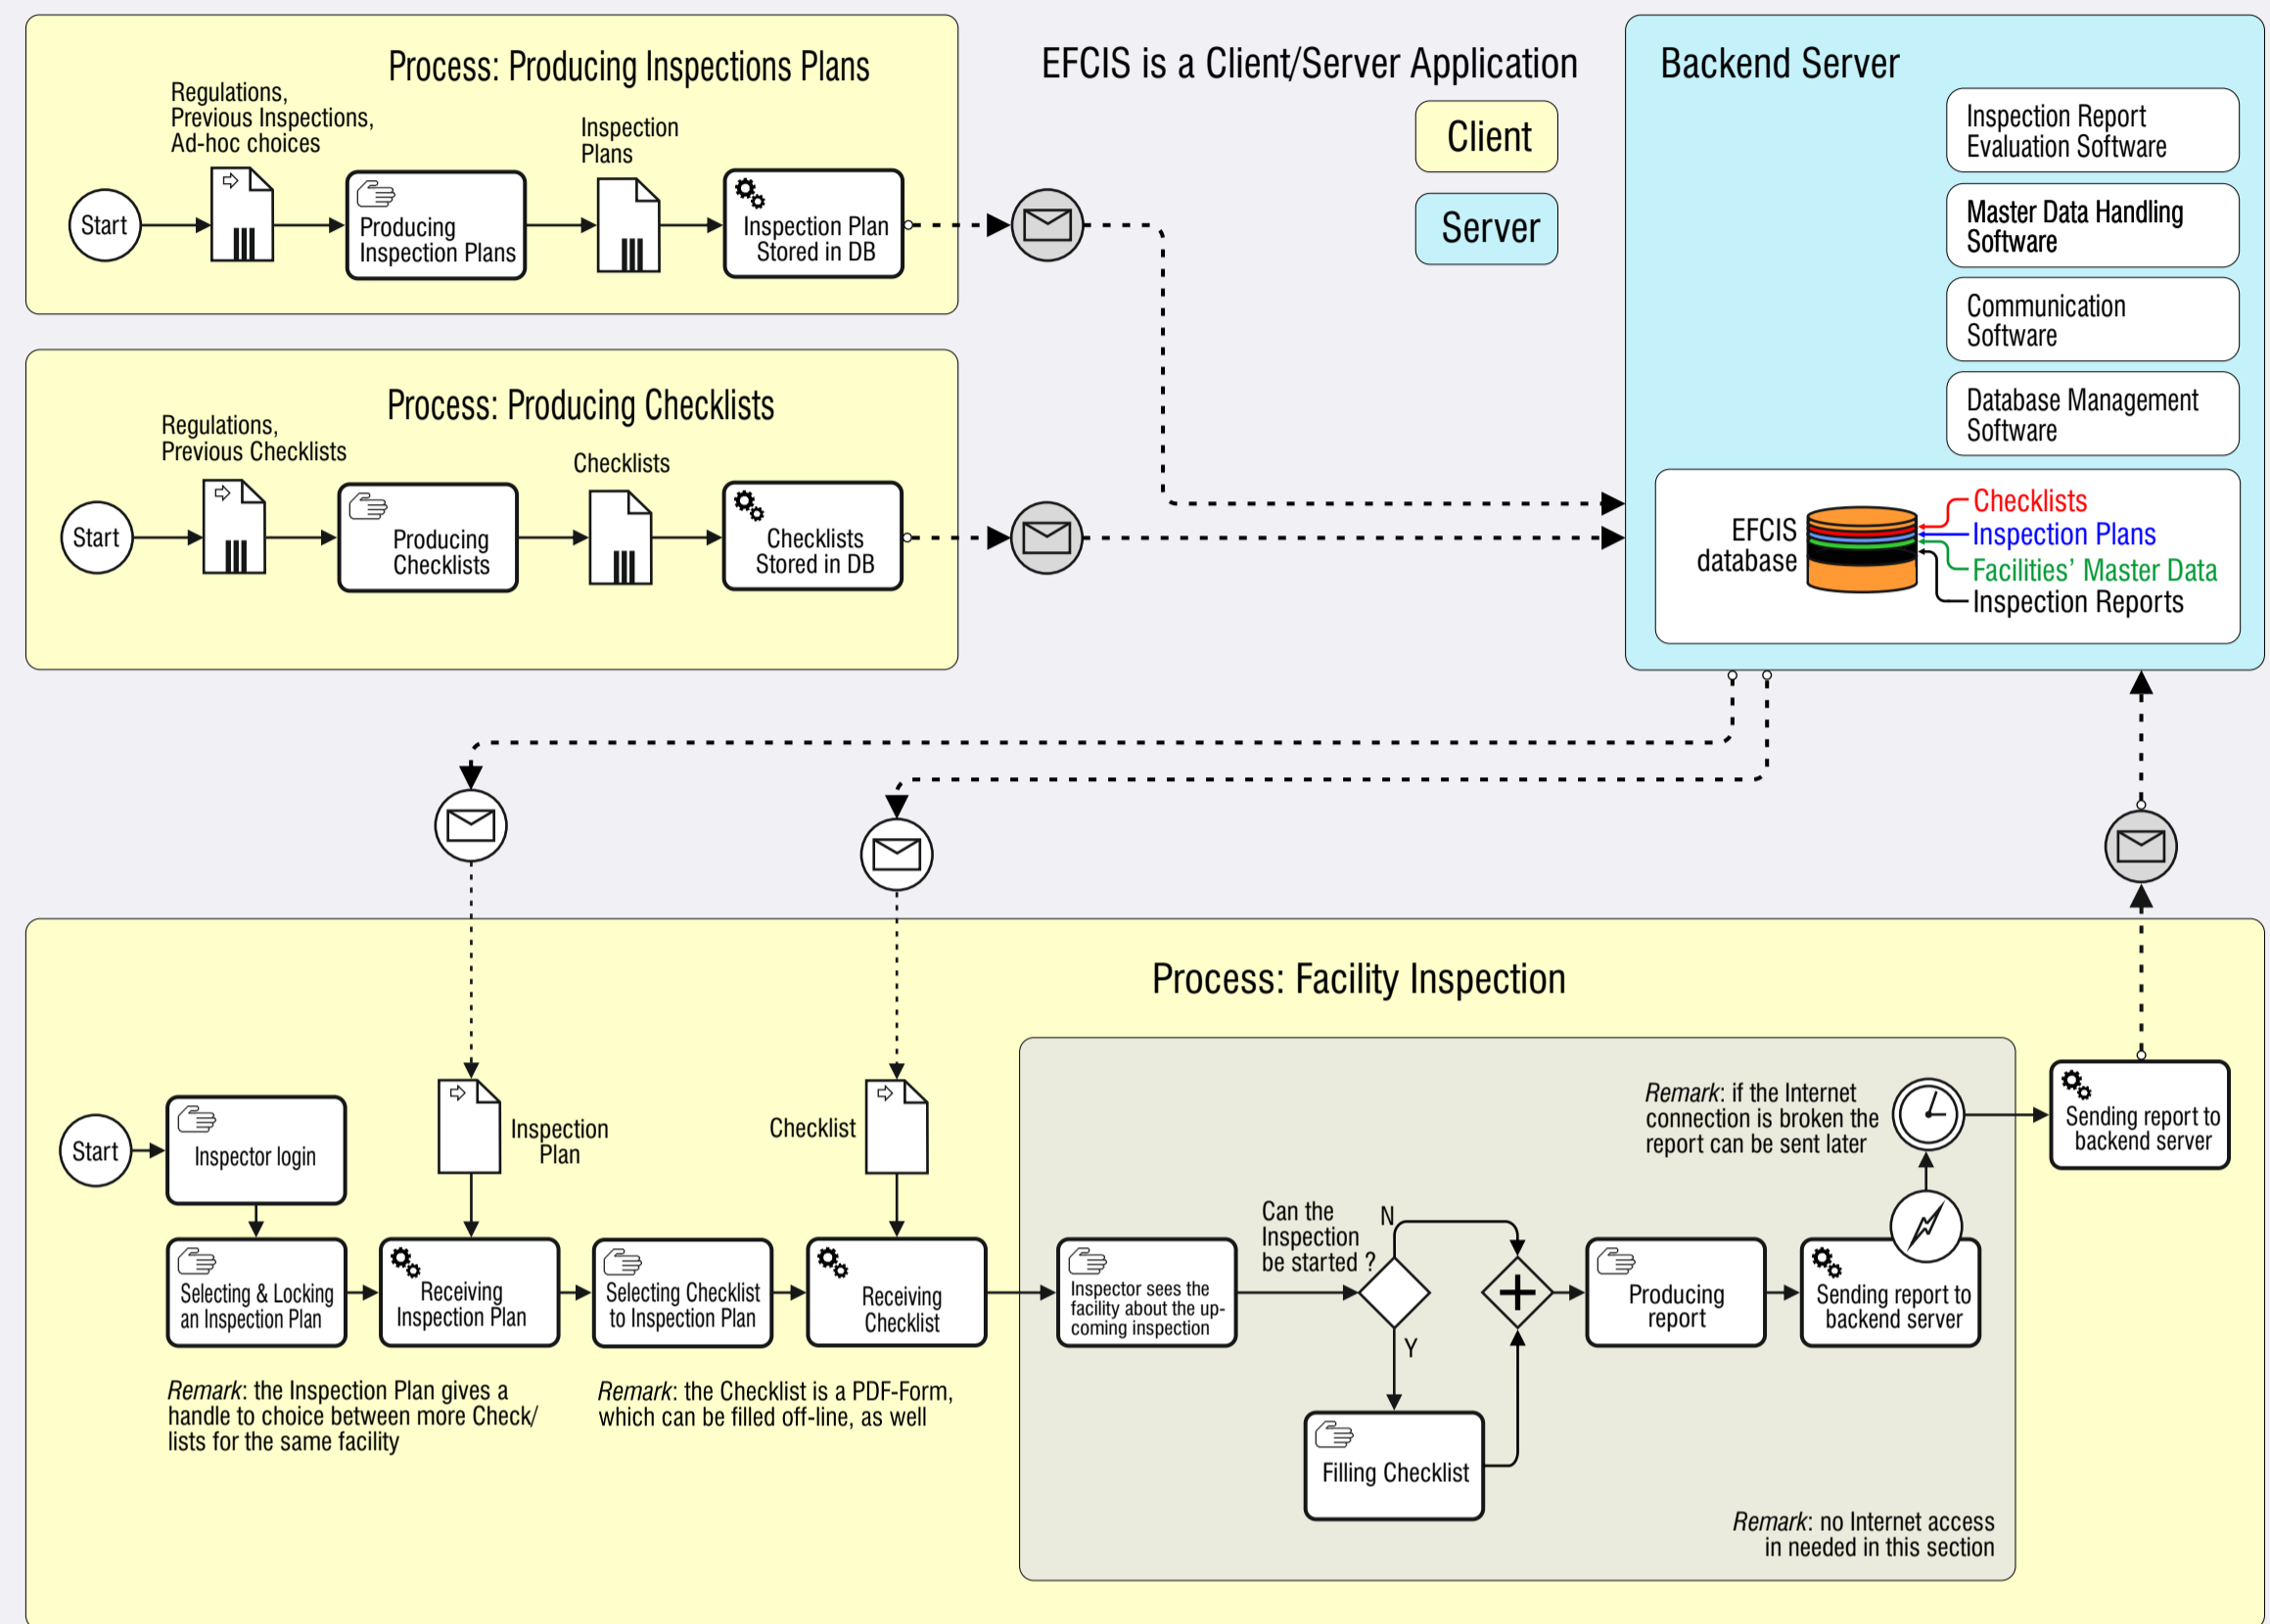 Process: Producing Inspections Plans
Regulations,
Previous Inspections,
Ad-hoc choices
Inspection
Plans
Start
Producing
Inspection Plans
Inspection Plan
Stored in DB
EFCIS is a Client/Server Application
Client
Server
Backend Server
Inspection Report
Evaluation Software
Master Data Handling
Software
Communication
Software
Database Management
Software
EFCIS
database
Checklists
Inspection Plans
Facilities’ Master Data
Inspection Reports
Process: Producing Checklists
Regulations,
Previous Checklists
Checklists
Start
Producing
Checklists
Checklists
Stored in DB
Process: Facility Inspection
Start
Inspector login
Inspection
Plan
Checklist
Selecting & Locking
an Inspection Plan
Receiving
Inspection Plan
Selecting Checklist
to Inspection Plan
Receiving
Checklist
Remark: the Inspection Plan gives a
handle to choice between more Check/
lists for the same facility
Remark: the Checklist is a PDF-Form,
which can be filled off-line, as well
Inspector sees the
facility about the up-
coming inspection
Can the
Inspection
be started ?
N
Y
Filling Checklist
Producing
report
Sending report to
backend server
Remark: if the Internet
connection is broken the
report can be sent later
Sending report to
backend server
Remark: no Internet access
in needed in this section